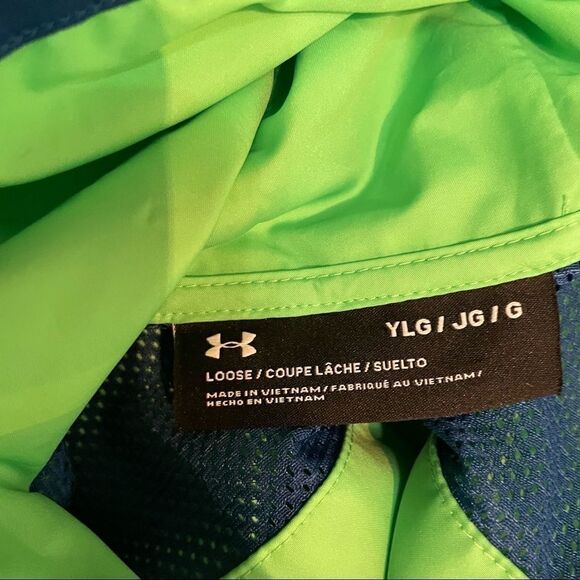 YLG / JG / G
LOOSE / COUPE LÂCHE / SUELTO
MADE IN VIETNAM / FABRIQUÉ AU VIETNAM /
HECHO EN VIETNAM